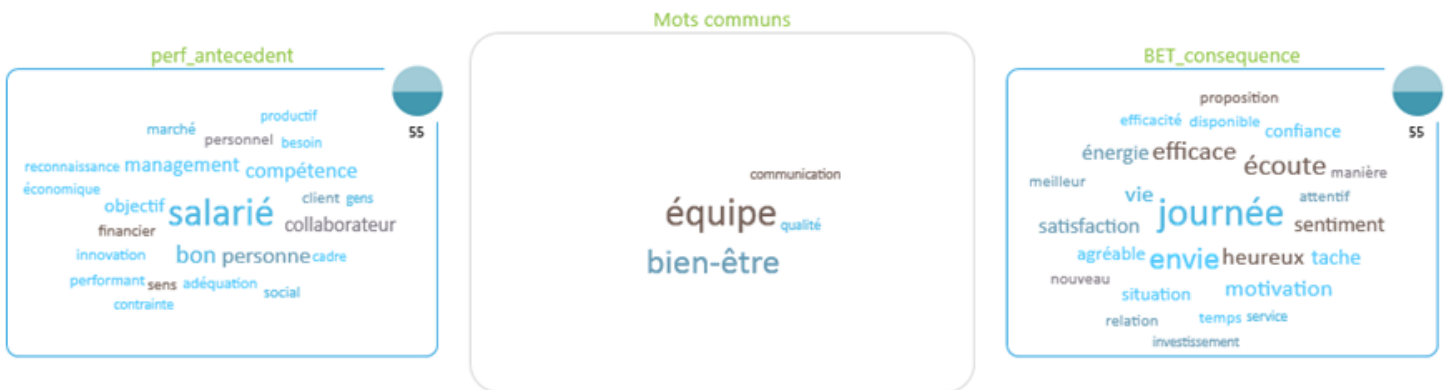 Mots communs
perf_antecedent
55
productif
marché
personnel besoin
reconnaissance management compétence
économique
objectif salarié client gens
financier collaborateur
innovation bon personne cadre
performant sens adéquation social
contrainte
communication
équipe qualité
bien-être
BET_consequence
55
proposition
efficacité disponible confiance
énergie efficace écoute manière
meilleur vie journée attentif
satisfaction sentiment
agréable envie heureux tache
nouveau situation motivation
relation temps service
investissement